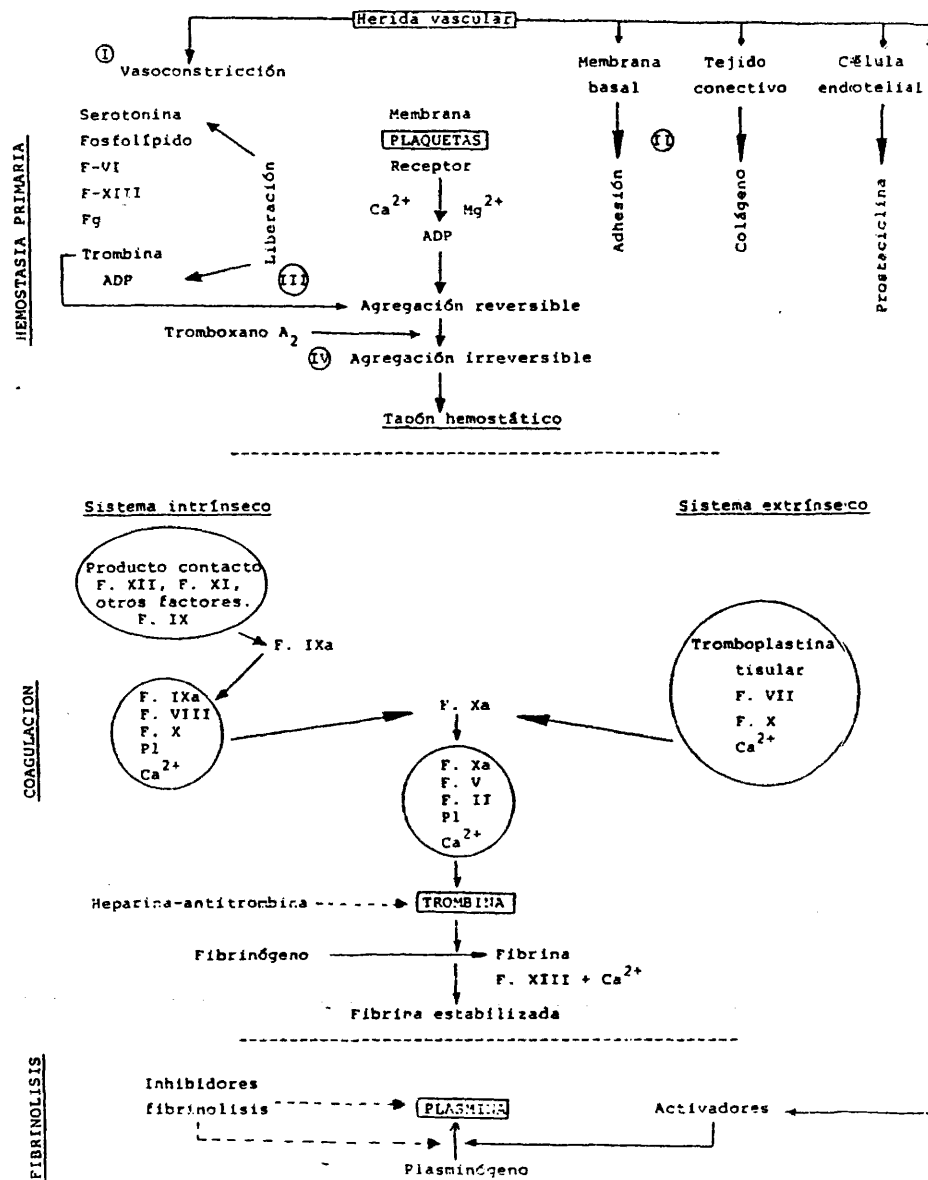 Herida vascular
I
Vasoconstricción
Membrana
basal
Tejido
conectivo
Célula
endotelial
HEMOSTASIA PRIMARIA
Serotonina
Fosfolípido
F-VI
F-XIII
Fg
Trombina
ADP
Liberación
III
Membrana
PLAQUETAS
Receptor
Ca2+ Mg2+
ADP
II
Adhesión
Colágeno
Prostaciclina
Agregación reversible
Tromboxano A2
IV Agregación irreversible
Tapón hemostático
Sistema intrínseco
Sistema extrínseco
COAGULACION
Producto contacto
F. XII, F. XI,
otros factores.
F. IX
F. IXa
F. IXa
F. VIII
F. X
Pl
Ca2+
F. Xa
F. Xa
F. V
F. II
Pl
Ca2+
Tromboplastina
tisular
F. VII
F. X
Ca2+
Heparina-antitrombina
TROMBINA
Fibrinógeno
Fibrina
F. XIII + Ca2+
Fibrina estabilizada
FIBRINOLISIS
Inhibidores
fibrinolisis
PLASMINA
Activadores
Plasminógeno